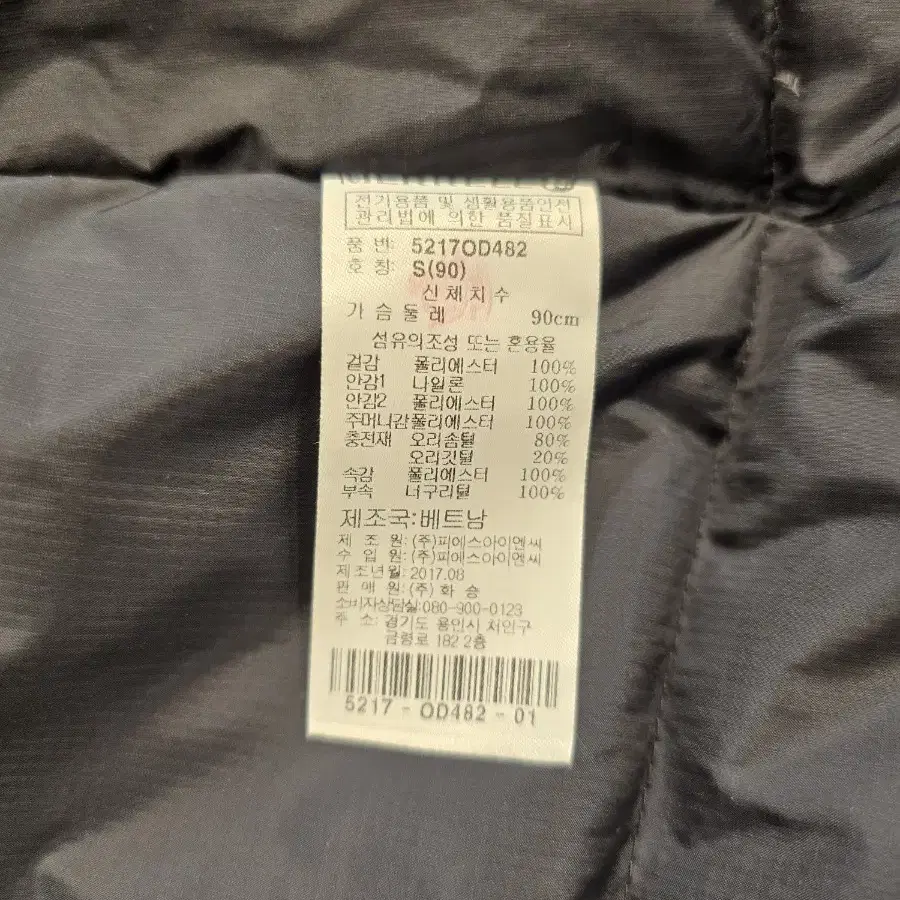 MERRELL
전기용품 및 생활용품안전
관리법에 의한 품질표시
품 번: 5217OD482
호 칭: S(90)
신체치수
가슴둘레 90cm
섬유의조성 또는 혼용율
겉감 폴리에스터 100%
안감1 나일론 100%
안감2 폴리에스터 100%
주머니감 폴리에스터 100%
충전재 오리솜털 80%
오리깃털 20%
속감 폴리에스터 100%
부속 너구리털 100%
제조국:베트남
제 조 원: (주)피에스아이엔씨
수 입 원: (주)피에스아이엔씨
제조년월: 2017.08
판 매 원: (주) 화 승
소비자상담실:080-900-0123
주 소: 경기도 용인시 처인구
금령로 182 2층
5217 - OD482 - 01